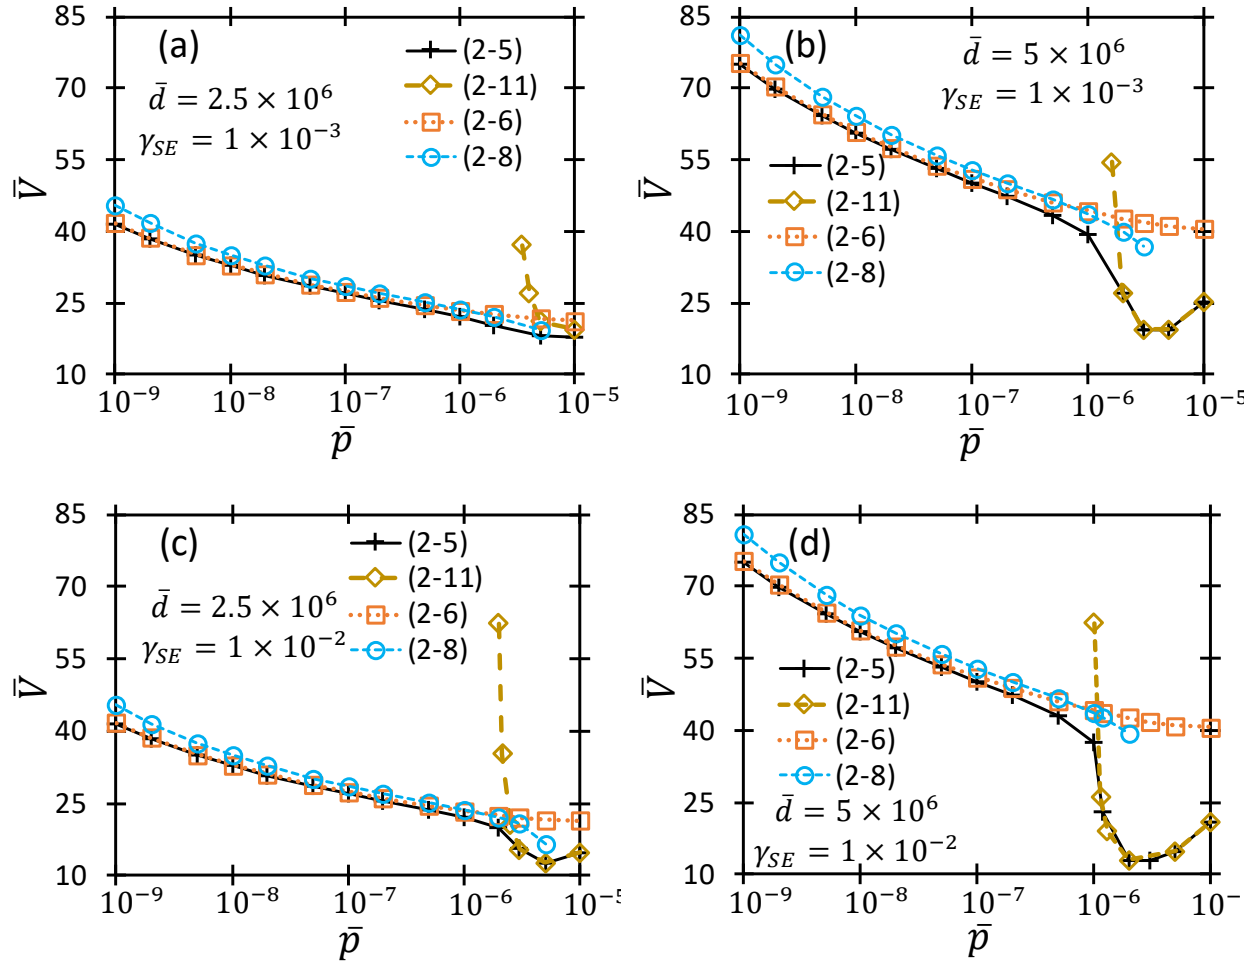 (a)
85
70
55
40
25
10
V̄
d̄ = 2.5 × 10⁶
γ_SE = 1 × 10⁻³
(2-5)
(2-11)
(2-6)
(2-8)
10⁻⁹ 10⁻⁸ 10⁻⁷ 10⁻⁶ 10⁻⁵
p̄
(b)
85
70
55
40
25
10
V̄
d̄ = 5 × 10⁶
γ_SE = 1 × 10⁻³
(2-5)
(2-11)
(2-6)
(2-8)
10⁻⁹ 10⁻⁸ 10⁻⁷ 10⁻⁶ 10⁻⁵
p̄
(c)
85
70
55
40
25
10
V̄
d̄ = 2.5 × 10⁶
γ_SE = 1 × 10⁻²
(2-5)
(2-11)
(2-6)
(2-8)
10⁻⁹ 10⁻⁸ 10⁻⁷ 10⁻⁶ 10⁻⁵
p̄
(d)
85
70
55
40
25
10
V̄
(2-5)
(2-11)
(2-6)
(2-8)
d̄ = 5 × 10⁶
γ_SE = 1 × 10⁻²
10⁻⁹ 10⁻⁸ 10⁻⁷ 10⁻⁶ 10⁻⁵
p̄